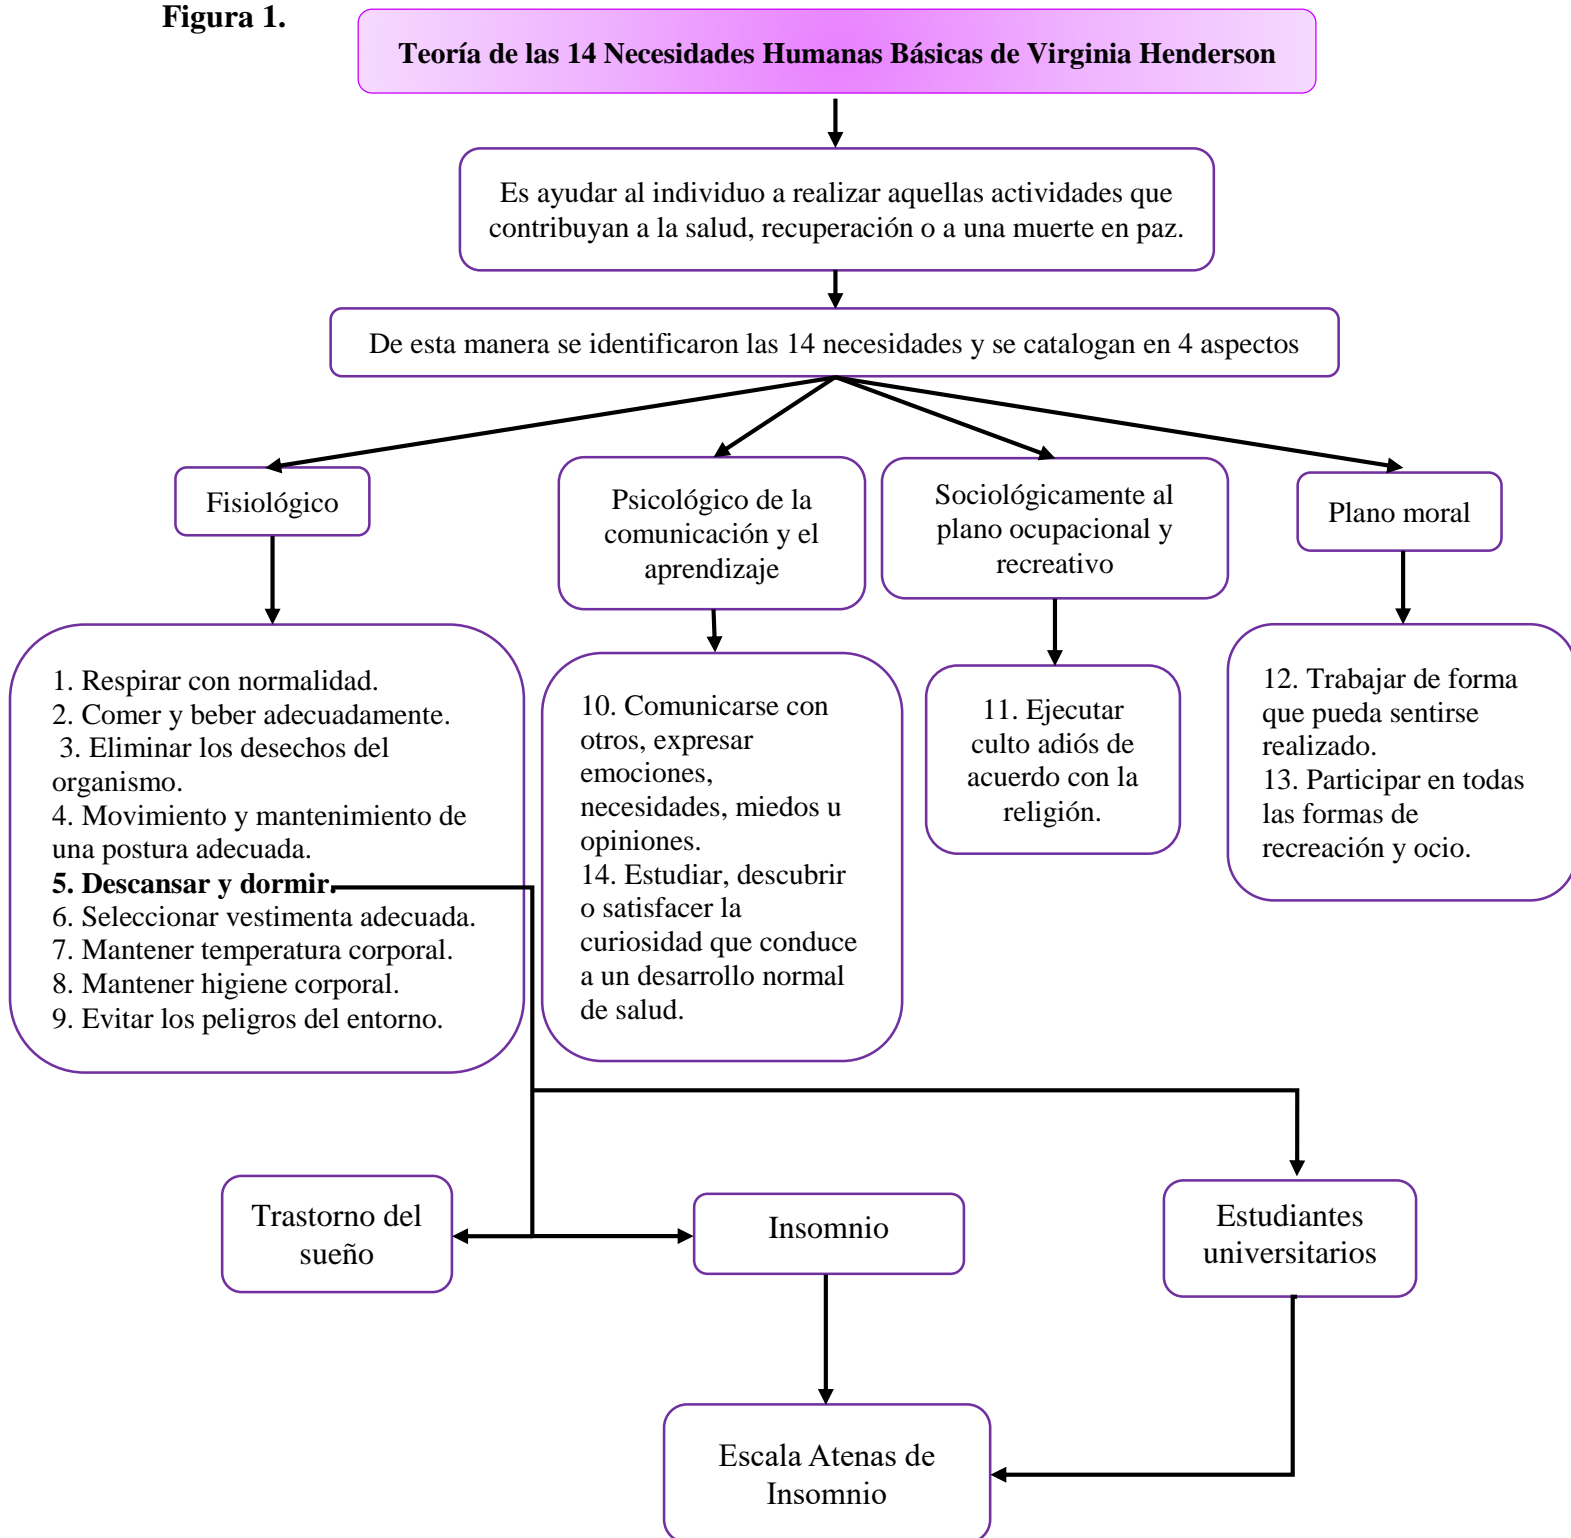 Figura 1.
Teoría de las 14 Necesidades Humanas Básicas de Virginia Henderson
Es ayudar al individuo a realizar aquellas actividades que
contribuyan a la salud, recuperación o a una muerte en paz.
De esta manera se identificaron las 14 necesidades y se catalogan en 4 aspectos
Fisiológico
Psicológico de la
comunicación y el
aprendizaje
Sociológicamente al
plano ocupacional y
recreativo
Plano moral
1. Respirar con normalidad.
2. Comer y beber adecuadamente.
3. Eliminar los desechos del
organismo.
4. Movimiento y mantenimiento de
una postura adecuada.
5. Descansar y dormir.
6. Seleccionar vestimenta adecuada.
7. Mantener temperatura corporal.
8. Mantener higiene corporal.
9. Evitar los peligros del entorno.
10. Comunicarse con
otros, expresar
emociones,
necesidades, miedos u
opiniones.
14. Estudiar, descubrir
o satisfacer la
curiosidad que conduce
a un desarrollo normal
de salud.
11. Ejecutar
culto adiós de
acuerdo con la
religión.
12. Trabajar de forma
que pueda sentirse
realizado.
13. Participar en todas
las formas de
recreación y ocio.
Trastorno del
sueño
Insomnio
Estudiantes
universitarios
Escala Atenas de
Insomnio